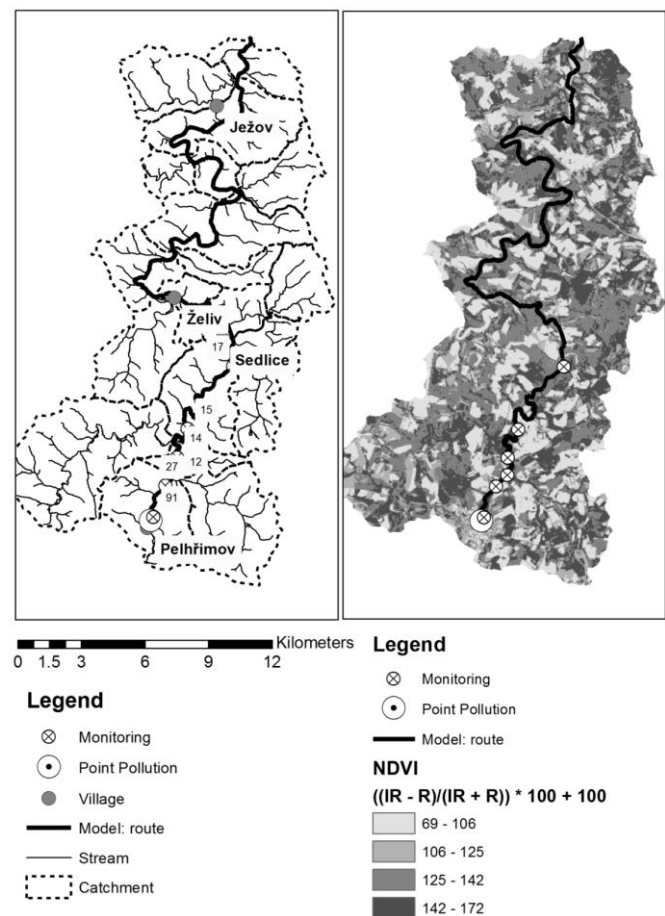 Ježov
Želiv
17
Sedlice
15
14
27
12
91
Pelhřimov
Kilometers
0 1.5 3 6 9 12
Legend
Monitoring
Point Pollution
Village
Model: route
Stream
Catchment
Legend
Monitoring
Point Pollution
Model: route
NDVI
((IR - R)/(IR + R)) * 100 + 100
69 - 106
106 - 125
125 - 142
142 - 172